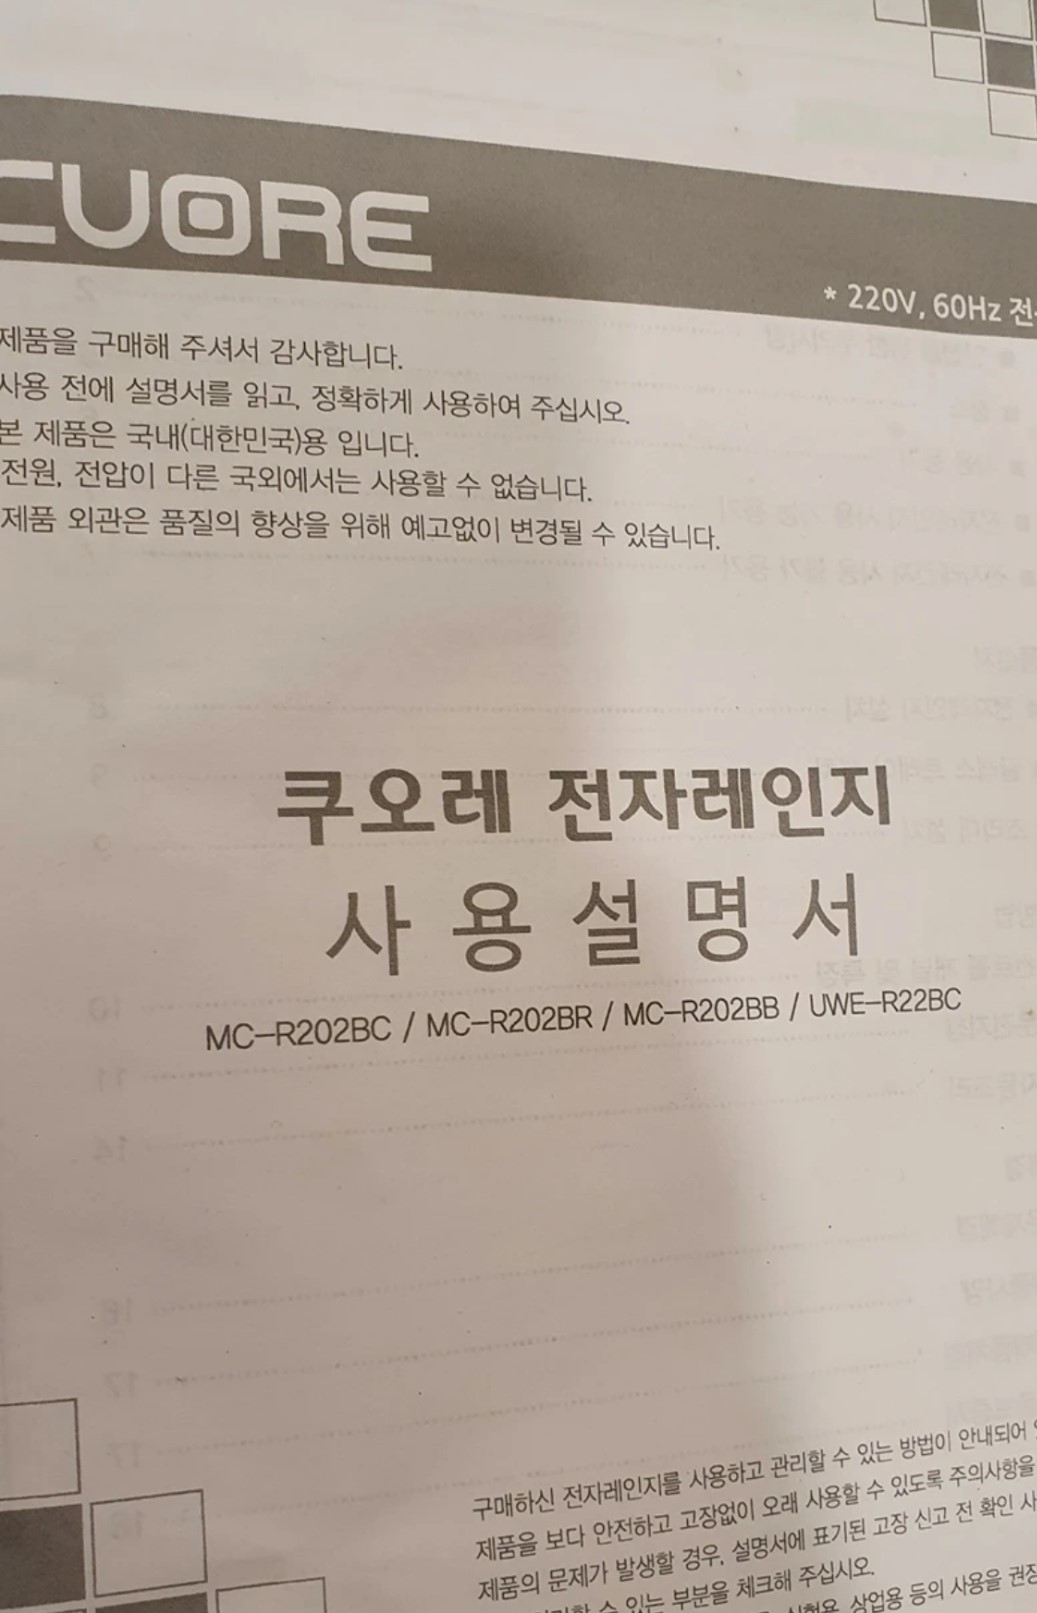 CUORE
* 220V, 60Hz
제품을 구매해 주셔서 감사합니다.
사용 전에 설명서를 읽고, 정확하게 사용하여 주십시오.
본 제품은 국내(대한민국)용 입니다.
전원, 전압이 다른 국외에서는 사용할 수 없습니다.
제품 외관은 품질의 향상을 위해 예고없이 변경될 수 있습니다.
쿠오레 전자레인지
사용설명서
MC-R202BC / MC-R202BR / MC-R202BB / UWE-R22BC
구매하신 전자레인지를 사용하고 관리할 수 있는 방법이 안내되어
제품을 보다 안전하고 고장없이 오래 사용할 수 있도록 주의사항을
제품의 문제가 발생할 경우, 설명서에 표기된 고장 신고 전 확인
수 있는 부분을 체크해 주십시오.
상업용 등의 사용을